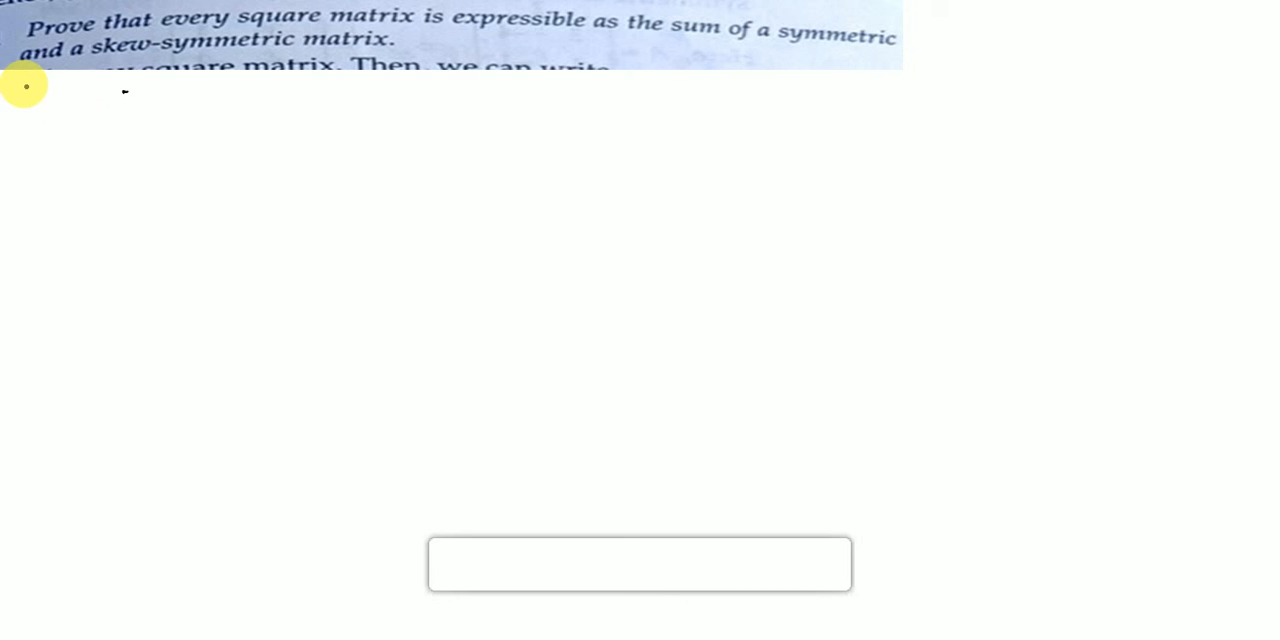 Prove that every square matrix is expressible as the sum of a symmetric
and a skew-symmetric matrix.
square matrix. Then, we can write